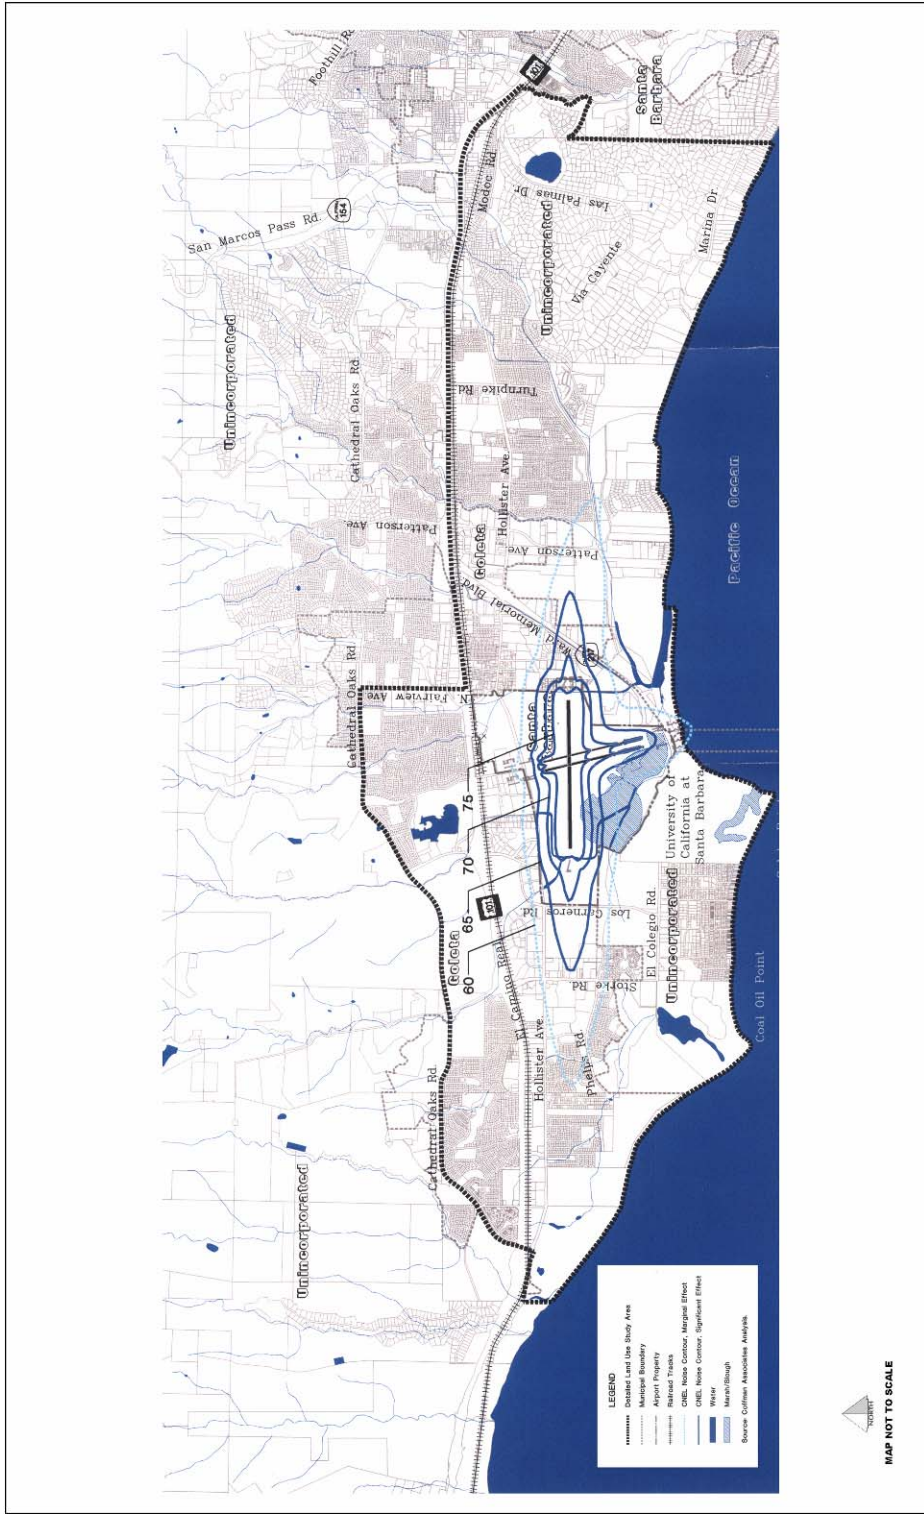 Foothill Rd
101
Santa
Barbara
Modoc Rd.
Las Palmas Dr
154
San Marcos Pass Rd.
Marina Dr
Unincorporated
Via Cayente
Unincorporated
Cathedral Oaks Rd
Turnpike Rd
Hollister Ave.
Patterson Ave
Goleta
Patterson Ave
Pacific Ocean
Ward Memorial Blvd
Cathedral Oaks Rd.
N. Fairview Ave
Santa
Barbara
75
70
65
60
University of
California at
Santa Barbara
101
Los Carneros Rd.
El Colegio Rd.
Unincorporated
Goleta
El Camino Real
Storke Rd.
Coal Oil Point
Hollister Ave.
Phelps Rd.
Cathedral Oaks Rd.
Unincorporated
LEGEND
Detailed Land Use Study Area
Municipal Boundary
Airport Property
Railroad Tracks
CNEL Noise Contour, Marginal Effect
CNEL Noise Contour, Significant Effect
Water
Marsh/Slough
Source: Coffman Associates Analysis.
NORTH
MAP NOT TO SCALE